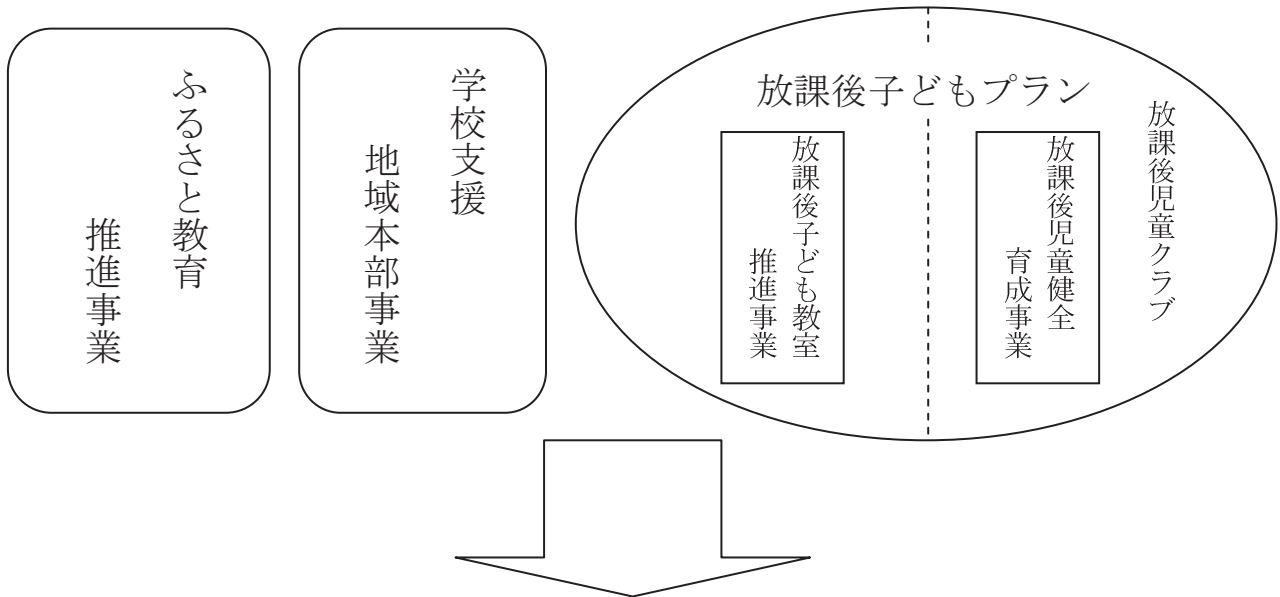 放課後子どもプラン
放課後児童クラブ
放課後児童健全
育成事業
放課後子ども教室
推進事業
学校支援
地域本部事業
ふるさと教育
推進事業